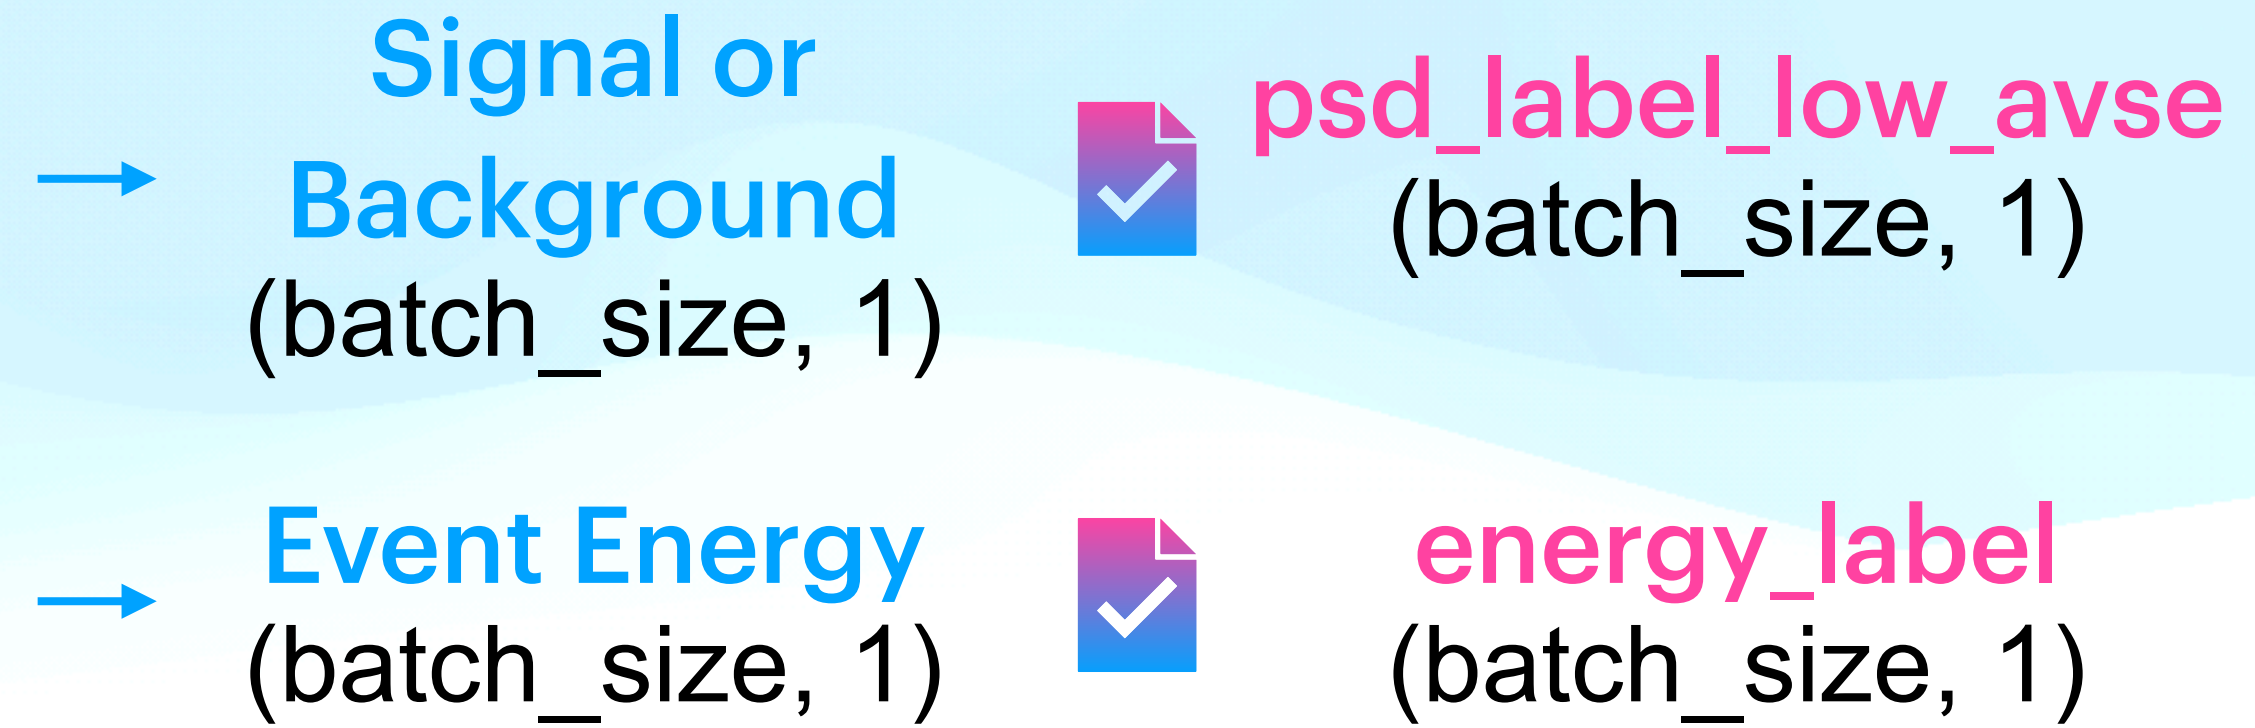 Signal or
Background
(batch_size, 1)
psd_label_low_avse
(batch_size, 1)
Event Energy
(batch_size, 1)
energy_label
(batch_size, 1)